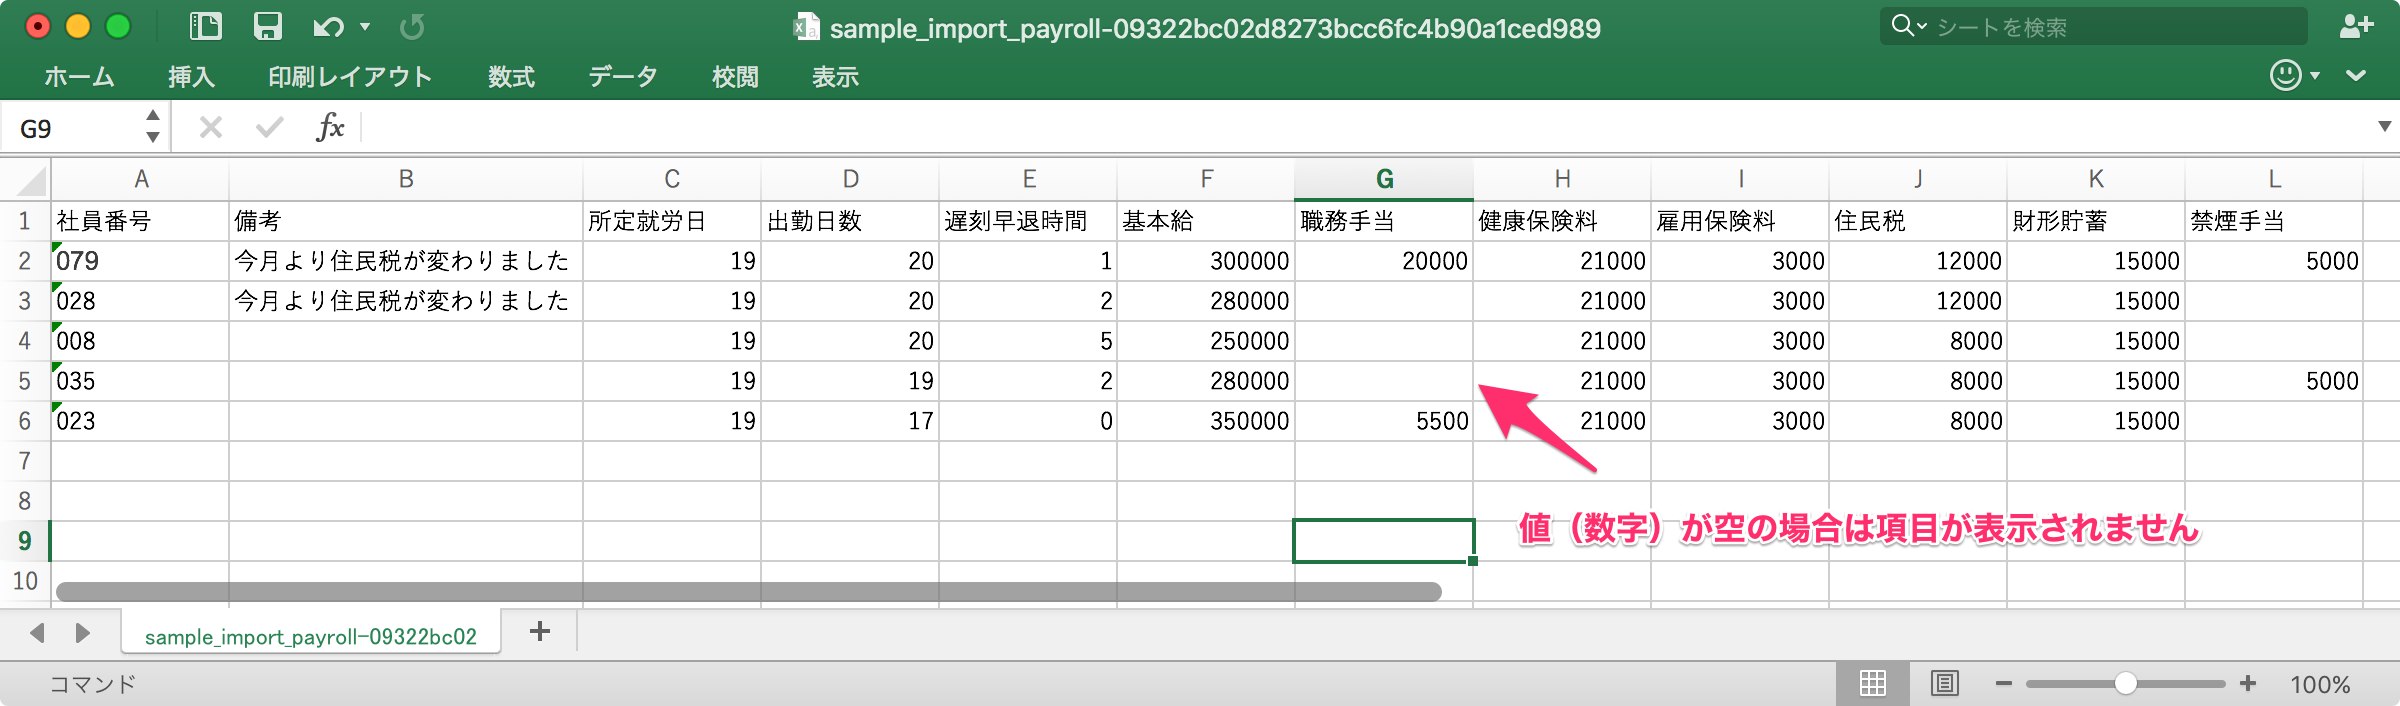 sample_import_payroll-09322bc02d8273bcc6fc4b90a1ced989
シートを検索
ホーム 挿入 印刷レイアウト 数式 データ 校閲 表示
G9 fx
A B C D E F G H I J K L
1 社員番号 備考 所定就労日 出勤日数 遅刻早退時間 基本給 職務手当 健康保険料 雇用保険料 住民税 財形貯蓄 禁煙手当
2 079 今月より住民税が変わりました 19 20 1 300000 20000 21000 3000 12000 15000 5000
3 028 今月より住民税が変わりました 19 20 2 280000 21000 3000 12000 15000
4 008 19 20 5 250000 21000 3000 8000 15000
5 035 19 19 2 280000 21000 3000 8000 15000 5000
6 023 19 17 0 350000 5500 21000 3000 8000 15000
7
8
9
値（数字）が空の場合は項目が表示されません
10
sample_import_payroll-09322bc02
コマンド 100%